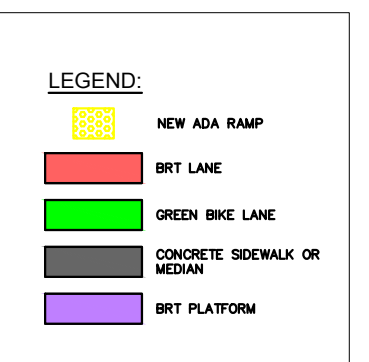 LEGEND:
NEW ADA RAMP
BRT LANE
GREEN BIKE LANE
CONCRETE SIDEWALK OR
MEDIAN
BRT PLATFORM